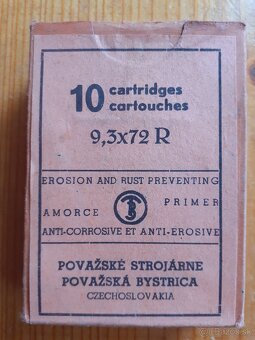 10 cartridges
cartouches
9,3x72 R
EROSION AND RUST PREVENTING
AMORCE PRIMER
ANTI-CORROSIVE ET ANTI-EROSIVE
POVAŽSKÉ STROJÁRNE
POVAŽSKÁ BYSTRICA
CZECHOSLOVAKIA